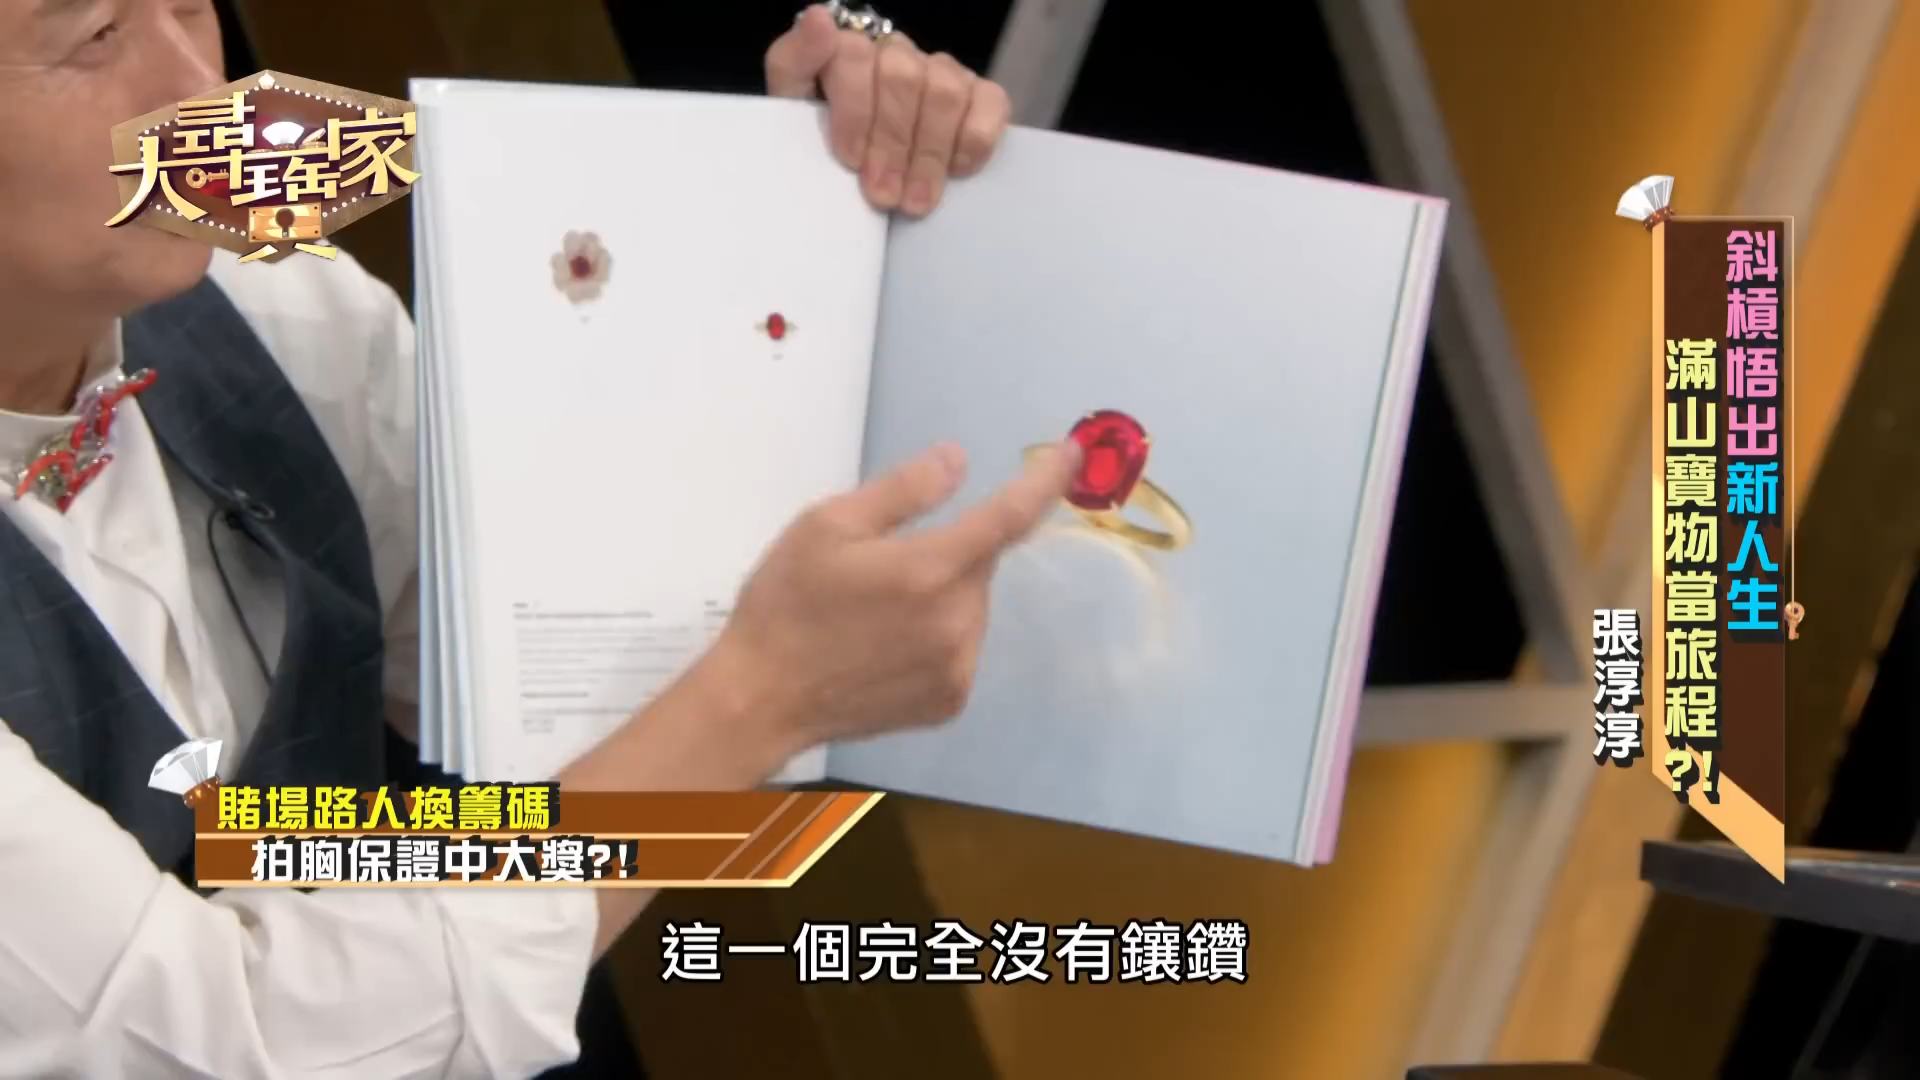 大尋寶家
斜槓悟出新人生
滿山寶物當旅程?!
張淳淳
賭場路人換籌碼
拍胸保證中大獎?!
這一個完全沒有鑲鑽